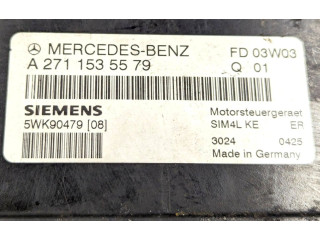 MERCEDES-BENZ FD 03W03
A 271 153 55 79 Q 01
SIEMENS Motorsteuergeraet
5WK90479 [08] SIM4L KE ER
3024 0425
Made in Germany